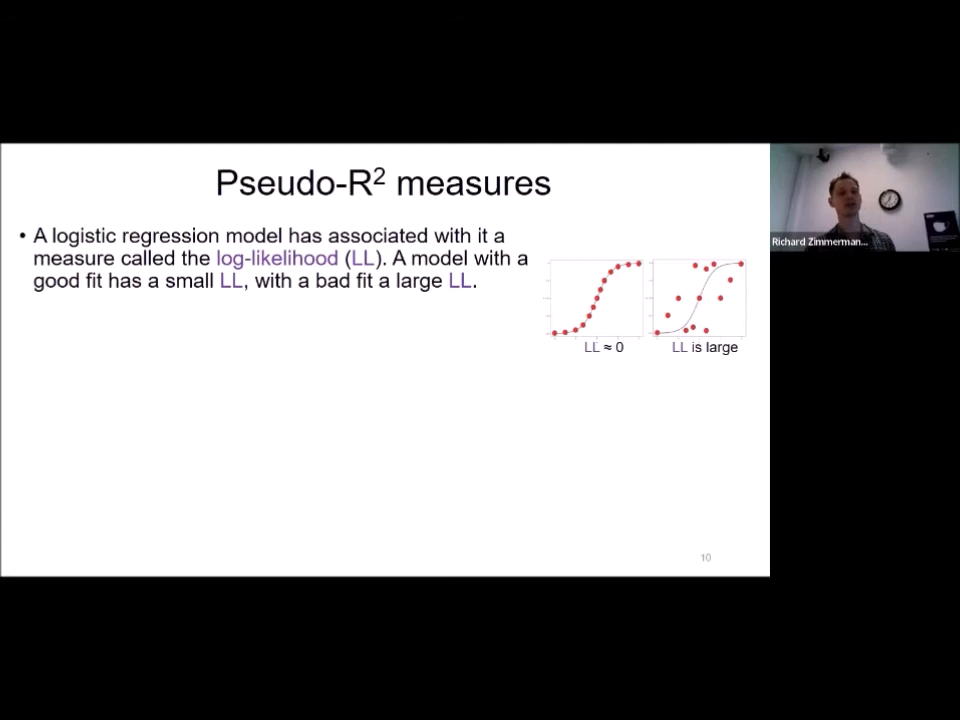 Pseudo-R² measures
• A logistic regression model has associated with it a
measure called the log-likelihood (LL). A model with a
good fit has a small LL, with a bad fit a large LL.
LL ≈ 0
LL is large
10
Richard Zimmerman...